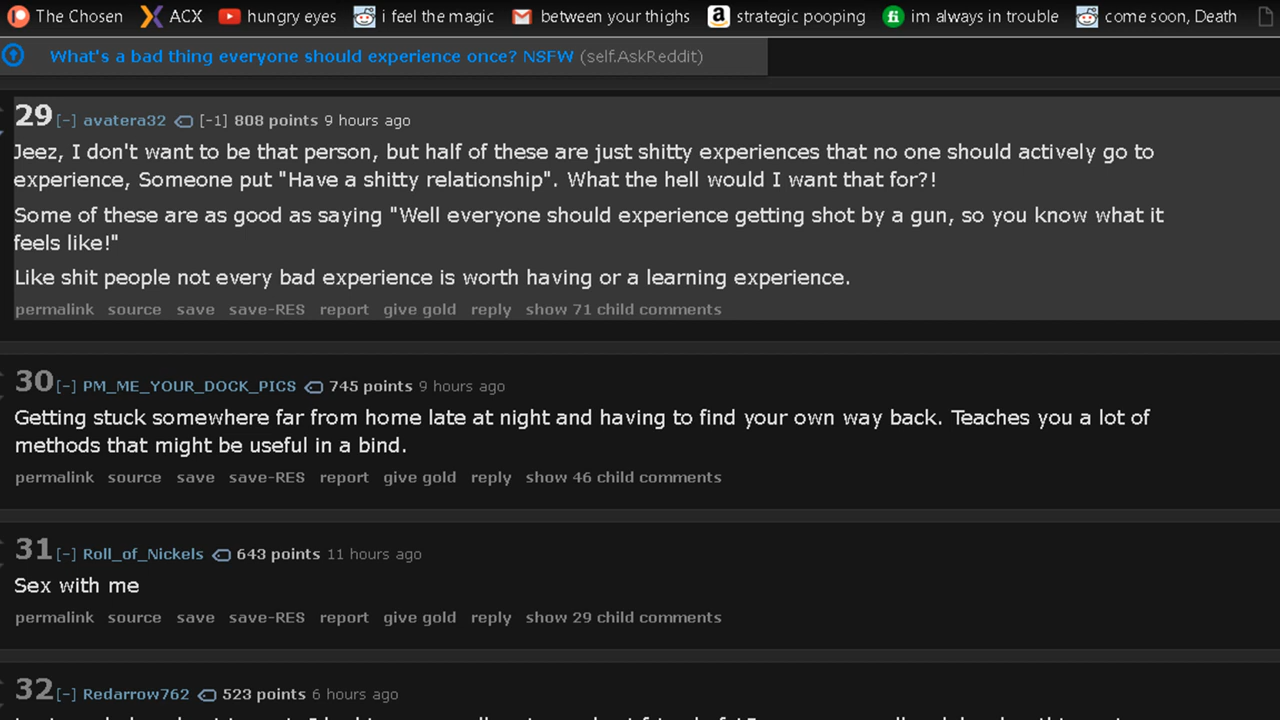 The Chosen ACX hungry eyes i feel the magic between your thighs strategic pooping im always in trouble come soon, Death
What's a bad thing everyone should experience once? NSFW (self.AskReddit)
29 [-] avatera32 [-1] 808 points 9 hours ago
Jeez, I don't want to be that person, but half of these are just shitty experiences that no one should actively go to
experience, Someone put "Have a shitty relationship". What the hell would I want that for?!
Some of these are as good as saying "Well everyone should experience getting shot by a gun, so you know what it
feels like!"
Like shit people not every bad experience is worth having or a learning experience.
permalink source save save-RES report give gold reply show 71 child comments
30 [-] PM_ME_YOUR_DOCK_PICS 745 points 9 hours ago
Getting stuck somewhere far from home late at night and having to find your own way back. Teaches you a lot of
methods that might be useful in a bind.
permalink source save save-RES report give gold reply show 46 child comments
31 [-] Roll_of_Nickels 643 points 11 hours ago
Sex with me
permalink source save save-RES report give gold reply show 29 child comments
32 [-] Redarrow762 523 points 6 hours ago